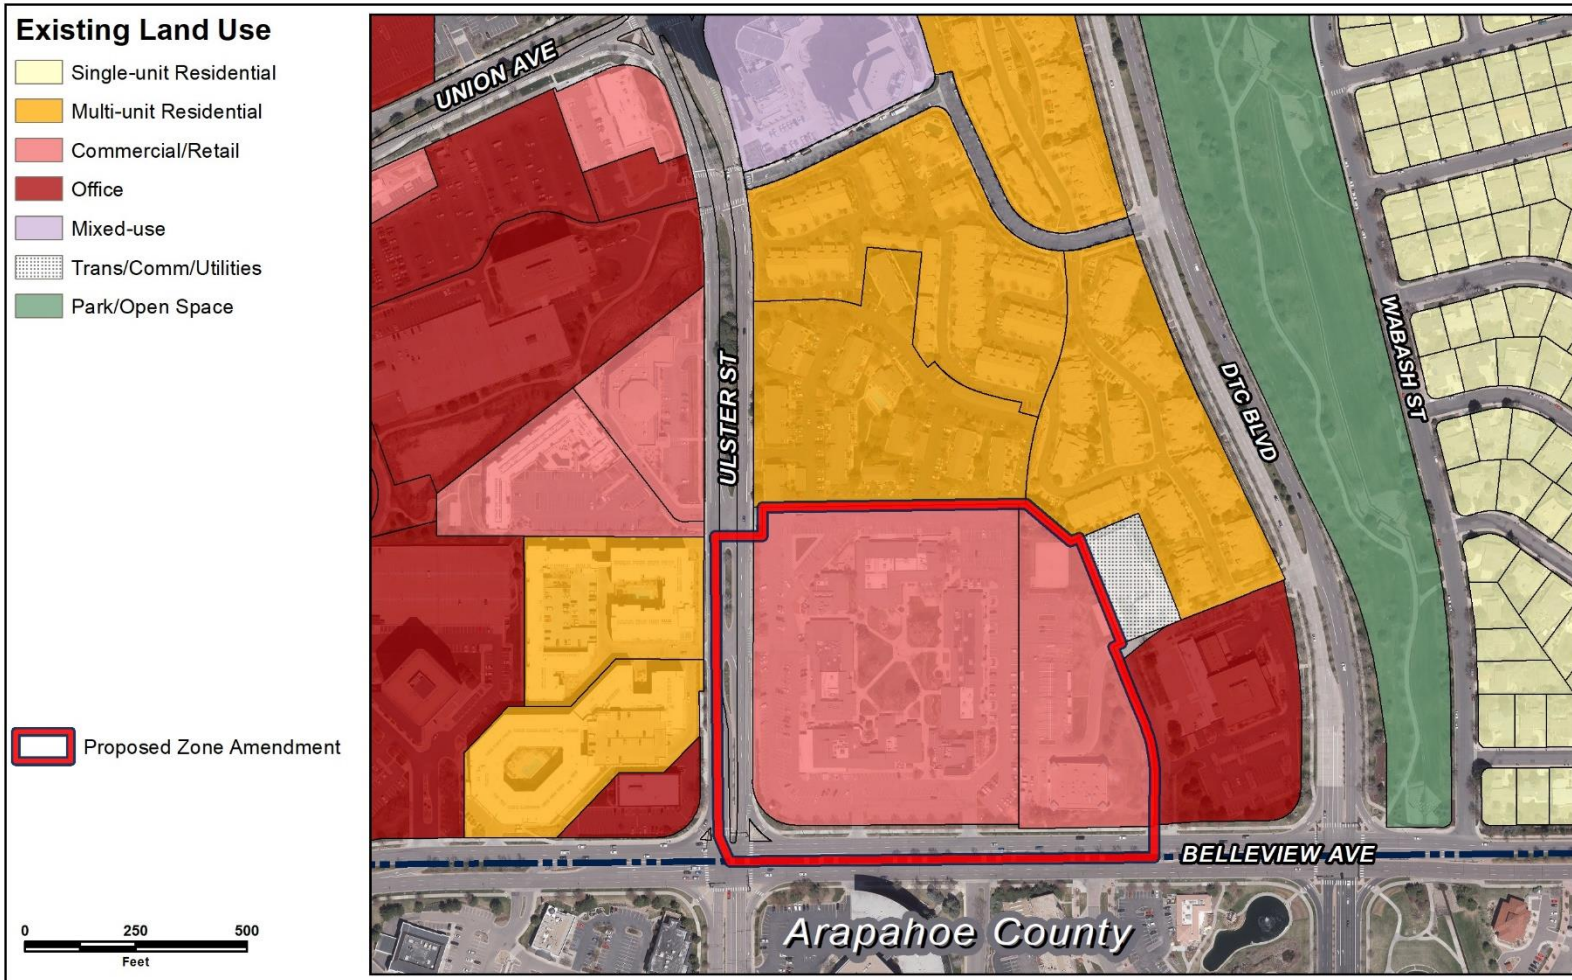 Existing Land Use
Single-unit Residential
Multi-unit Residential
Commercial/Retail
Office
Mixed-use
Trans/Comm/Utilities
Park/Open Space
Proposed Zone Amendment
0 250 500
Feet
UNION AVE
ULSTER ST
WABASH ST
DTC BLVD
BELLEVIEW AVE
Arapahoe County